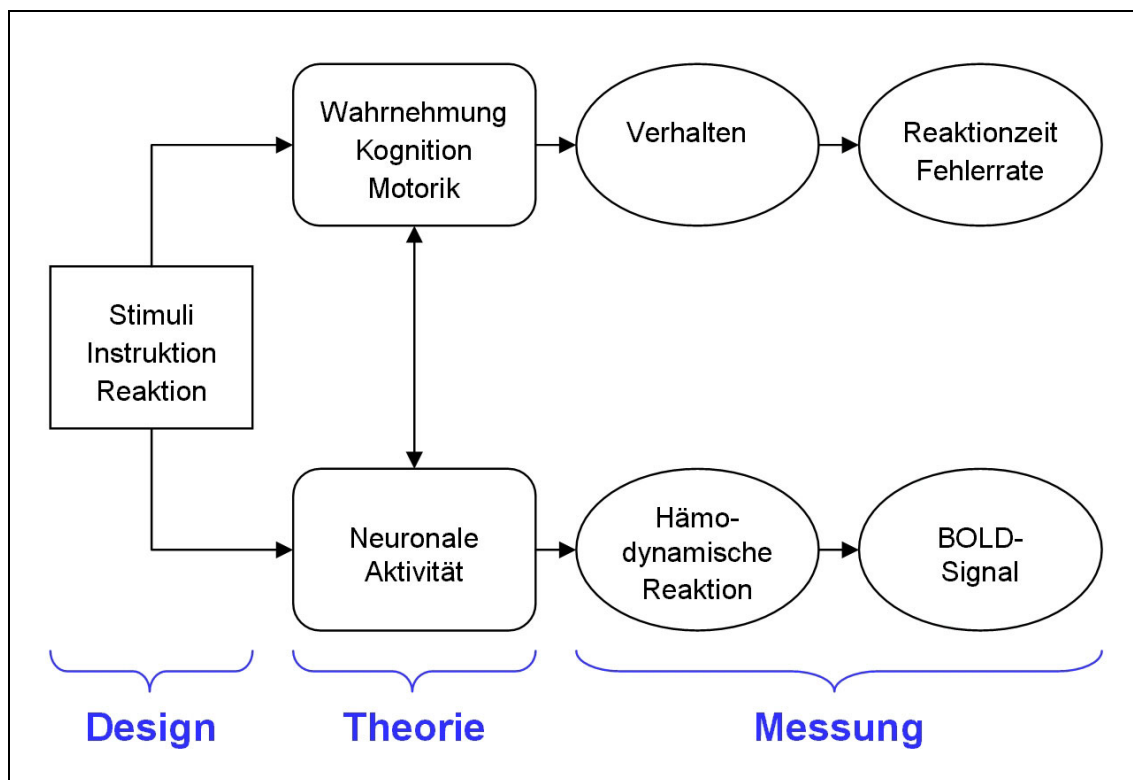 Wahrnehmung
Kognition
Motorik
Verhalten
Reaktionzeit
Fehlerrate
Stimuli
Instruktion
Reaktion
Neuronale
Aktivität
Hämo-
dynamische
Reaktion
BOLD-
Signal
Design
Theorie
Messung